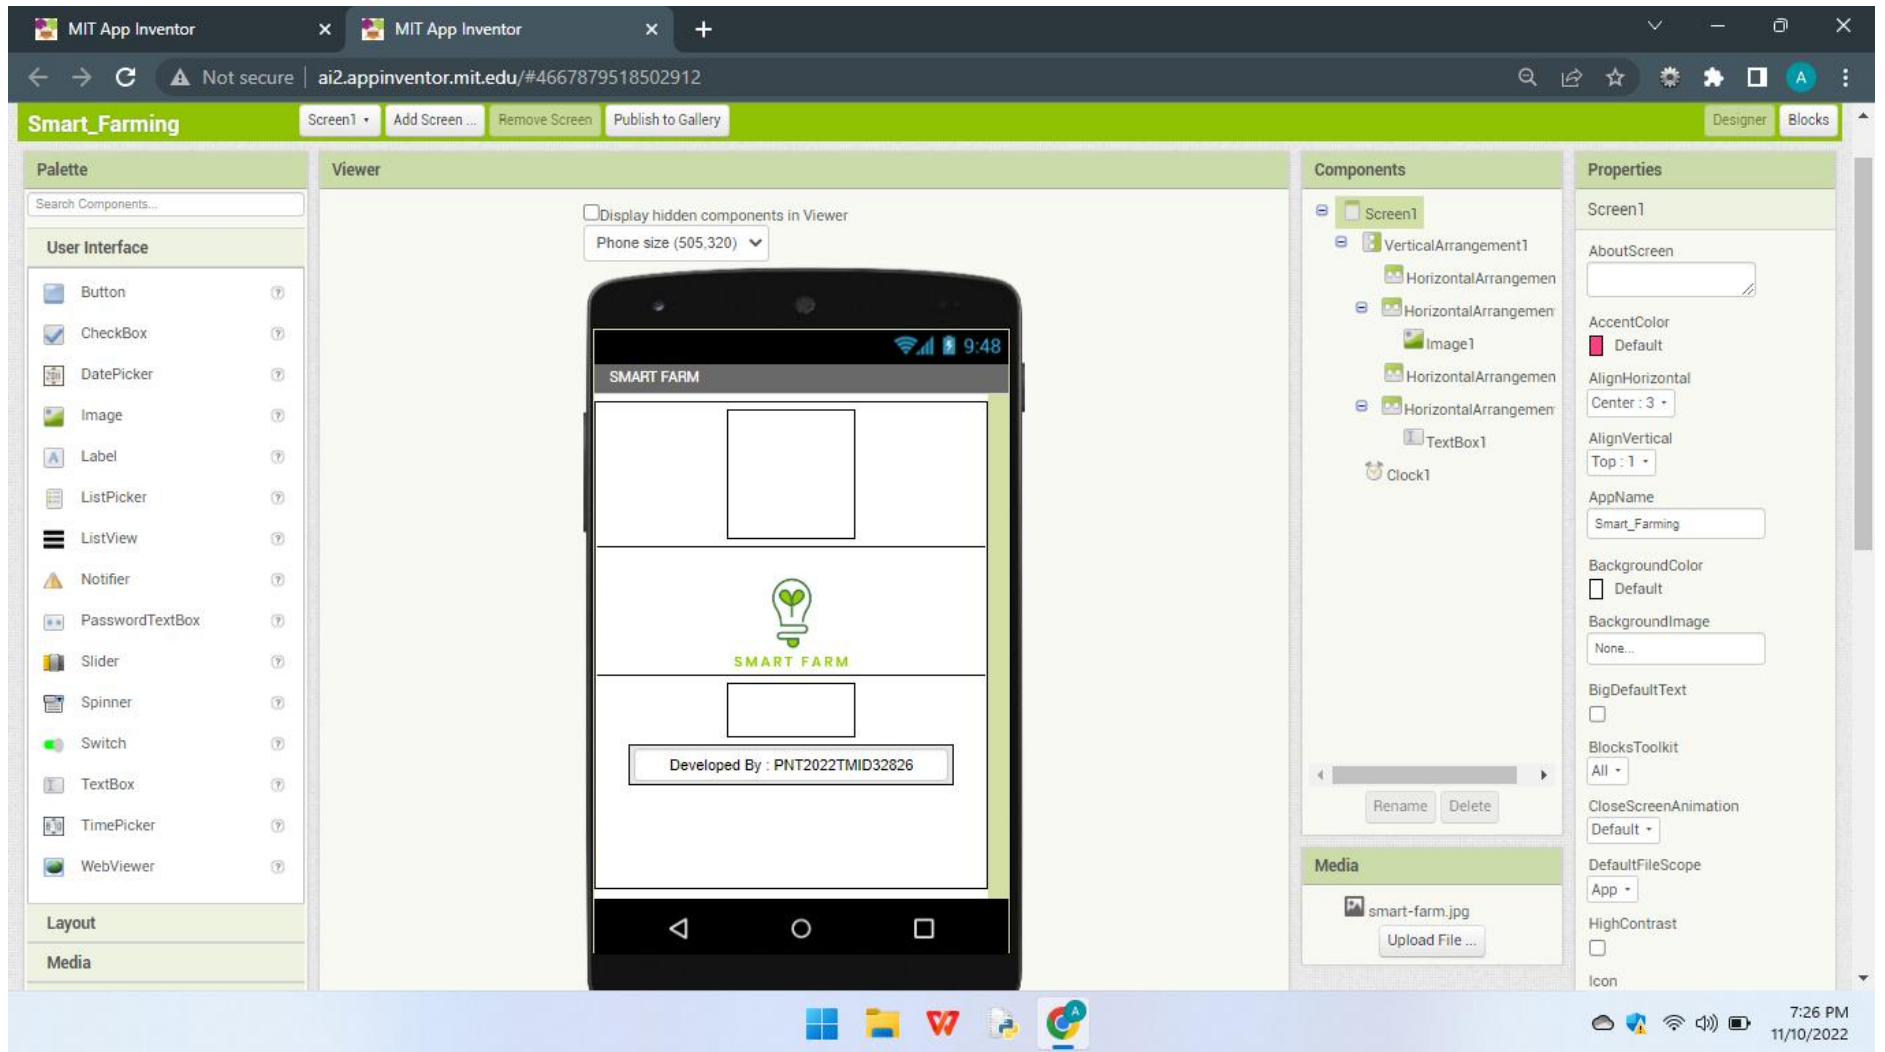 MIT App Inventor
MIT App Inventor
Not secure | ai2.appinventor.mit.edu/#4667879518502912
A
Smart_Farming
Screen1
Add Screen ...
Remove Screen
Publish to Gallery
Designer
Blocks
Palette
Search Components...
User Interface
Button
CheckBox
DatePicker
Image
Label
ListPicker
ListView
Notifier
PasswordTextBox
Slider
Spinner
Switch
TextBox
TimePicker
WebViewer
Layout
Media
Viewer
Display hidden components in Viewer
Phone size (505,320)
9:48
SMART FARM
SMART FARM
Developed By : PNT2022TMID32826
Components
Screen1
VerticalArrangement1
HorizontalArrangemen
HorizontalArrangemen
Image1
HorizontalArrangemen
HorizontalArrangemen
TextBox1
Clock1
Rename
Delete
Media
smart-farm.jpg
Upload File ...
Properties
Screen1
AboutScreen
AccentColor
Default
AlignHorizontal
Center : 3
AlignVertical
Top : 1
AppName
Smart_Farming
BackgroundColor
Default
BackgroundImage
None...
BigDefaultText
BlocksToolkit
All
CloseScreenAnimation
Default
DefaultFileScope
App
HighContrast
Icon
7:26 PM
11/10/2022